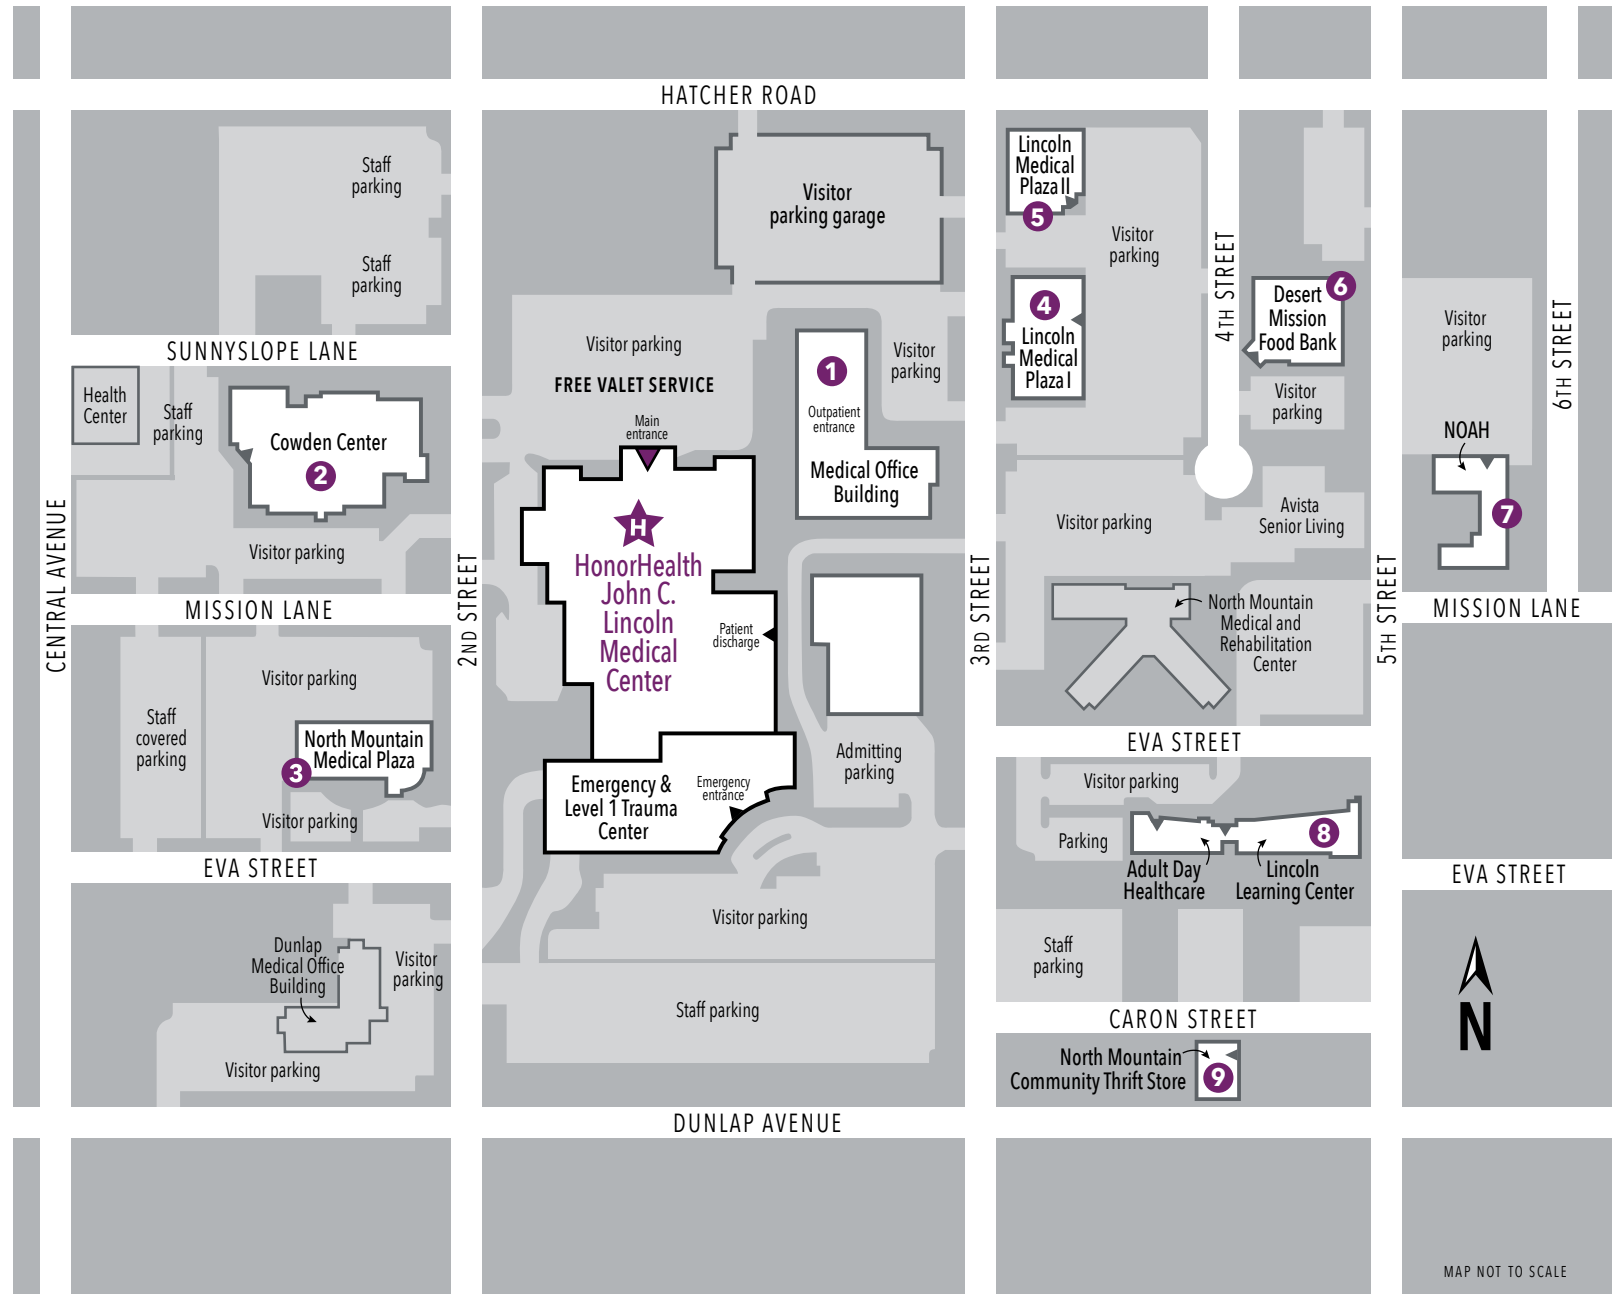 HATCHER ROAD
Staff
parking
Staff
parking
Visitor
parking garage
Lincoln
Medical
Plaza II
5
Visitor
parking
4TH STREET
4
Lincoln
Medical
Plaza I
6
Desert
Mission
Food Bank
Visitor
parking
Visitor
parking
6TH STREET
SUNNYSLOPE LANE
Health
Center
Staff
parking
Cowden Center
2
Visitor parking
Visitor parking
FREE VALET SERVICE
Main
entrance
1
Outpatient
entrance
Medical Office
Building
Visitor
parking
NOAH
7
Visitor parking
Avista
Senior Living
CENTRAL AVENUE
2ND STREET
3RD STREET
5TH STREET
H
HonorHealth
John C.
Lincoln
Medical
Center
Patient
discharge
MISSION LANE
MISSION LANE
North Mountain
Medical and
Rehabilitation
Center
Visitor parking
Staff
covered
parking
North Mountain
Medical Plaza
3
Visitor parking
EVA STREET
Emergency &
Level 1 Trauma
Center
Emergency
entrance
Admitting
parking
EVA STREET
Visitor parking
Parking
8
Adult Day
Healthcare
Lincoln
Learning Center
EVA STREET
Dunlap
Medical Office
Building
Visitor
parking
Visitor parking
Visitor parking
Staff parking
Staff
parking
CARON STREET
North Mountain
Community Thrift Store
9
N
DUNLAP AVENUE
MAP NOT TO SCALE